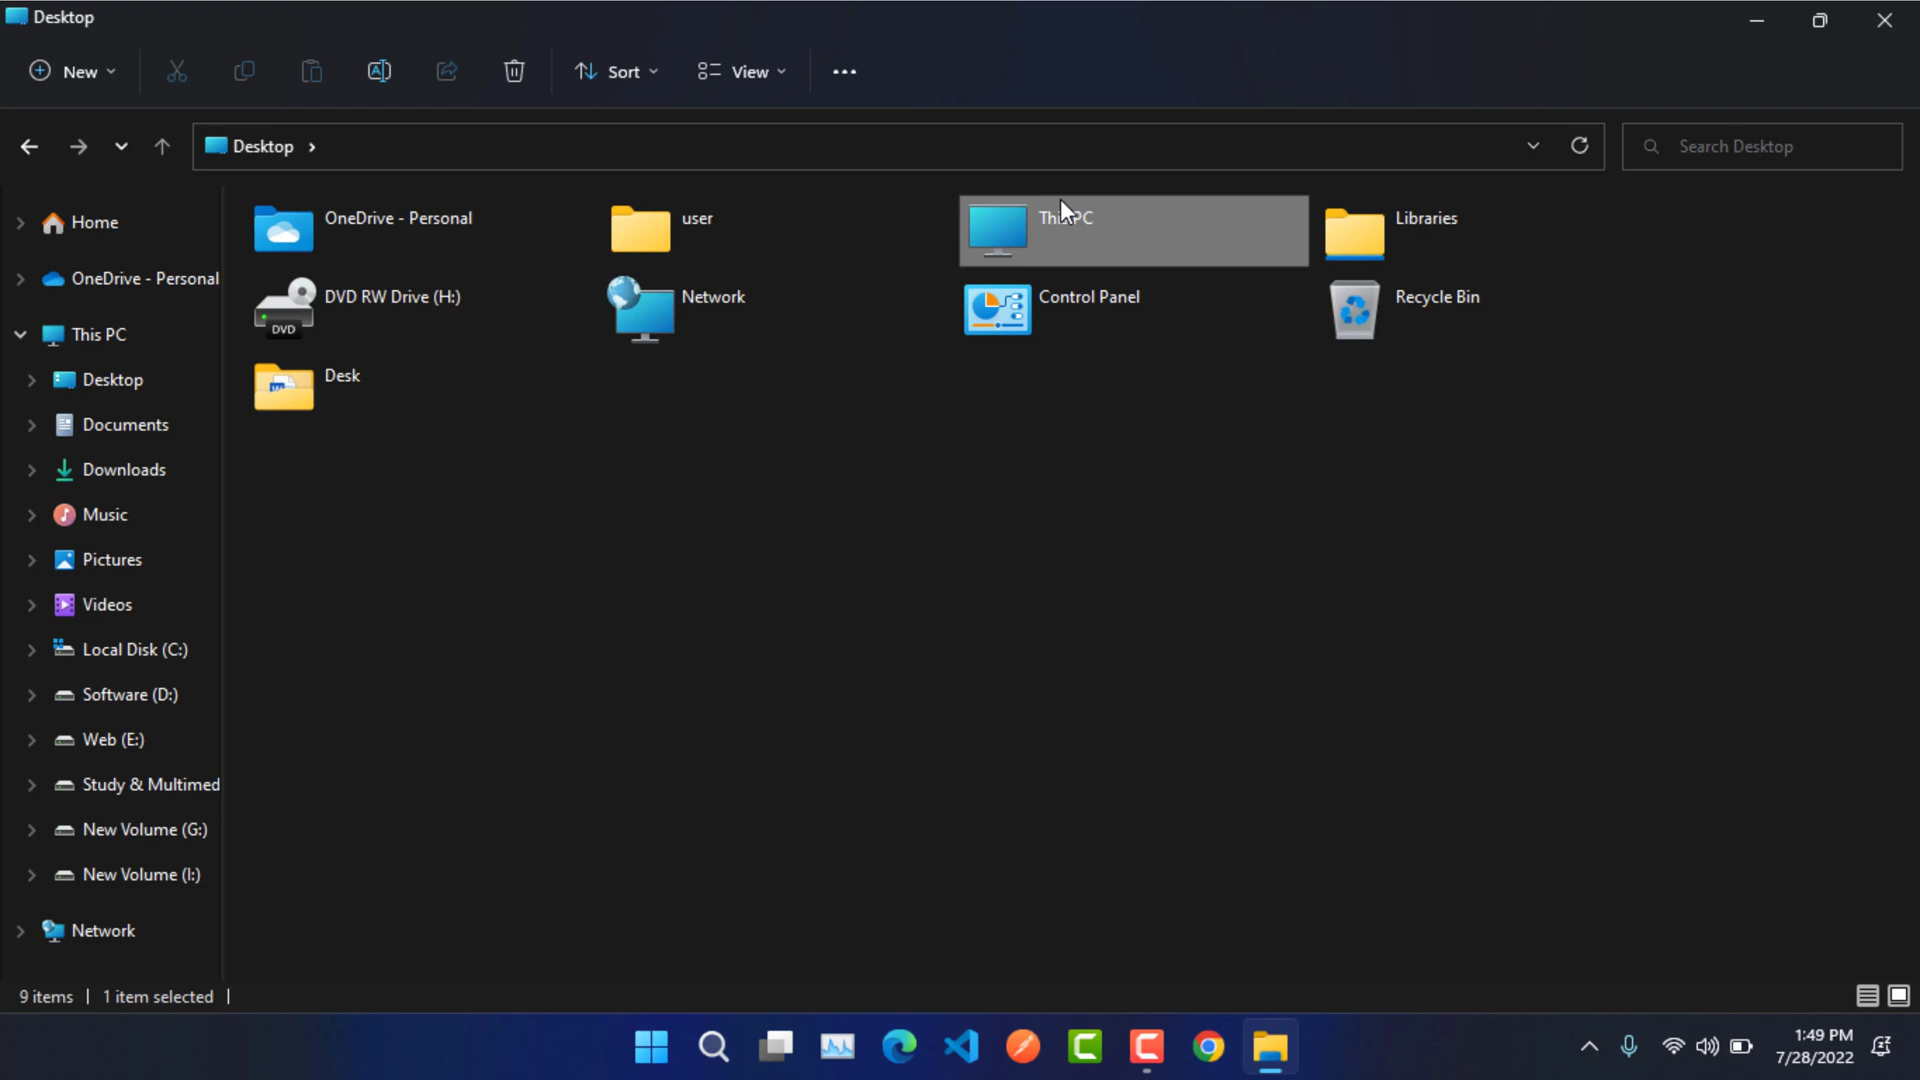 Desktop
New
Sort
View
Desktop
Search Desktop
Home
OneDrive - Personal
This PC
Desktop
Documents
Downloads
Music
Pictures
Videos
Local Disk (C:)
Software (D:)
Web (E:)
Study & Multimed
New Volume (G:)
New Volume (I:)
Network
OneDrive - Personal
user
This PC
Libraries
DVD RW Drive (H:)
DVD
Network
Control Panel
Recycle Bin
Desk
9 items
1 item selected
1:49 PM
7/28/2022